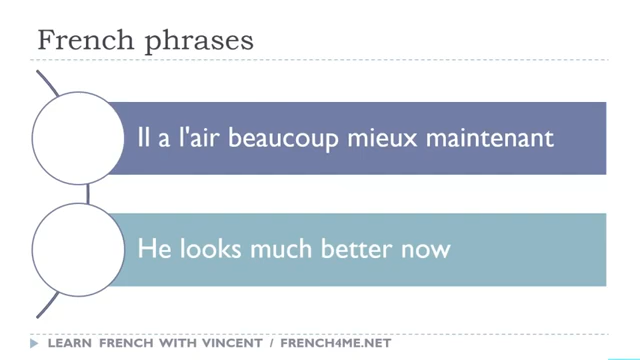 French phrases
Il a l'air beaucoup mieux maintenant
He looks much better now
LEARN FRENCH WITH VINCENT / FRENCH4ME.NET